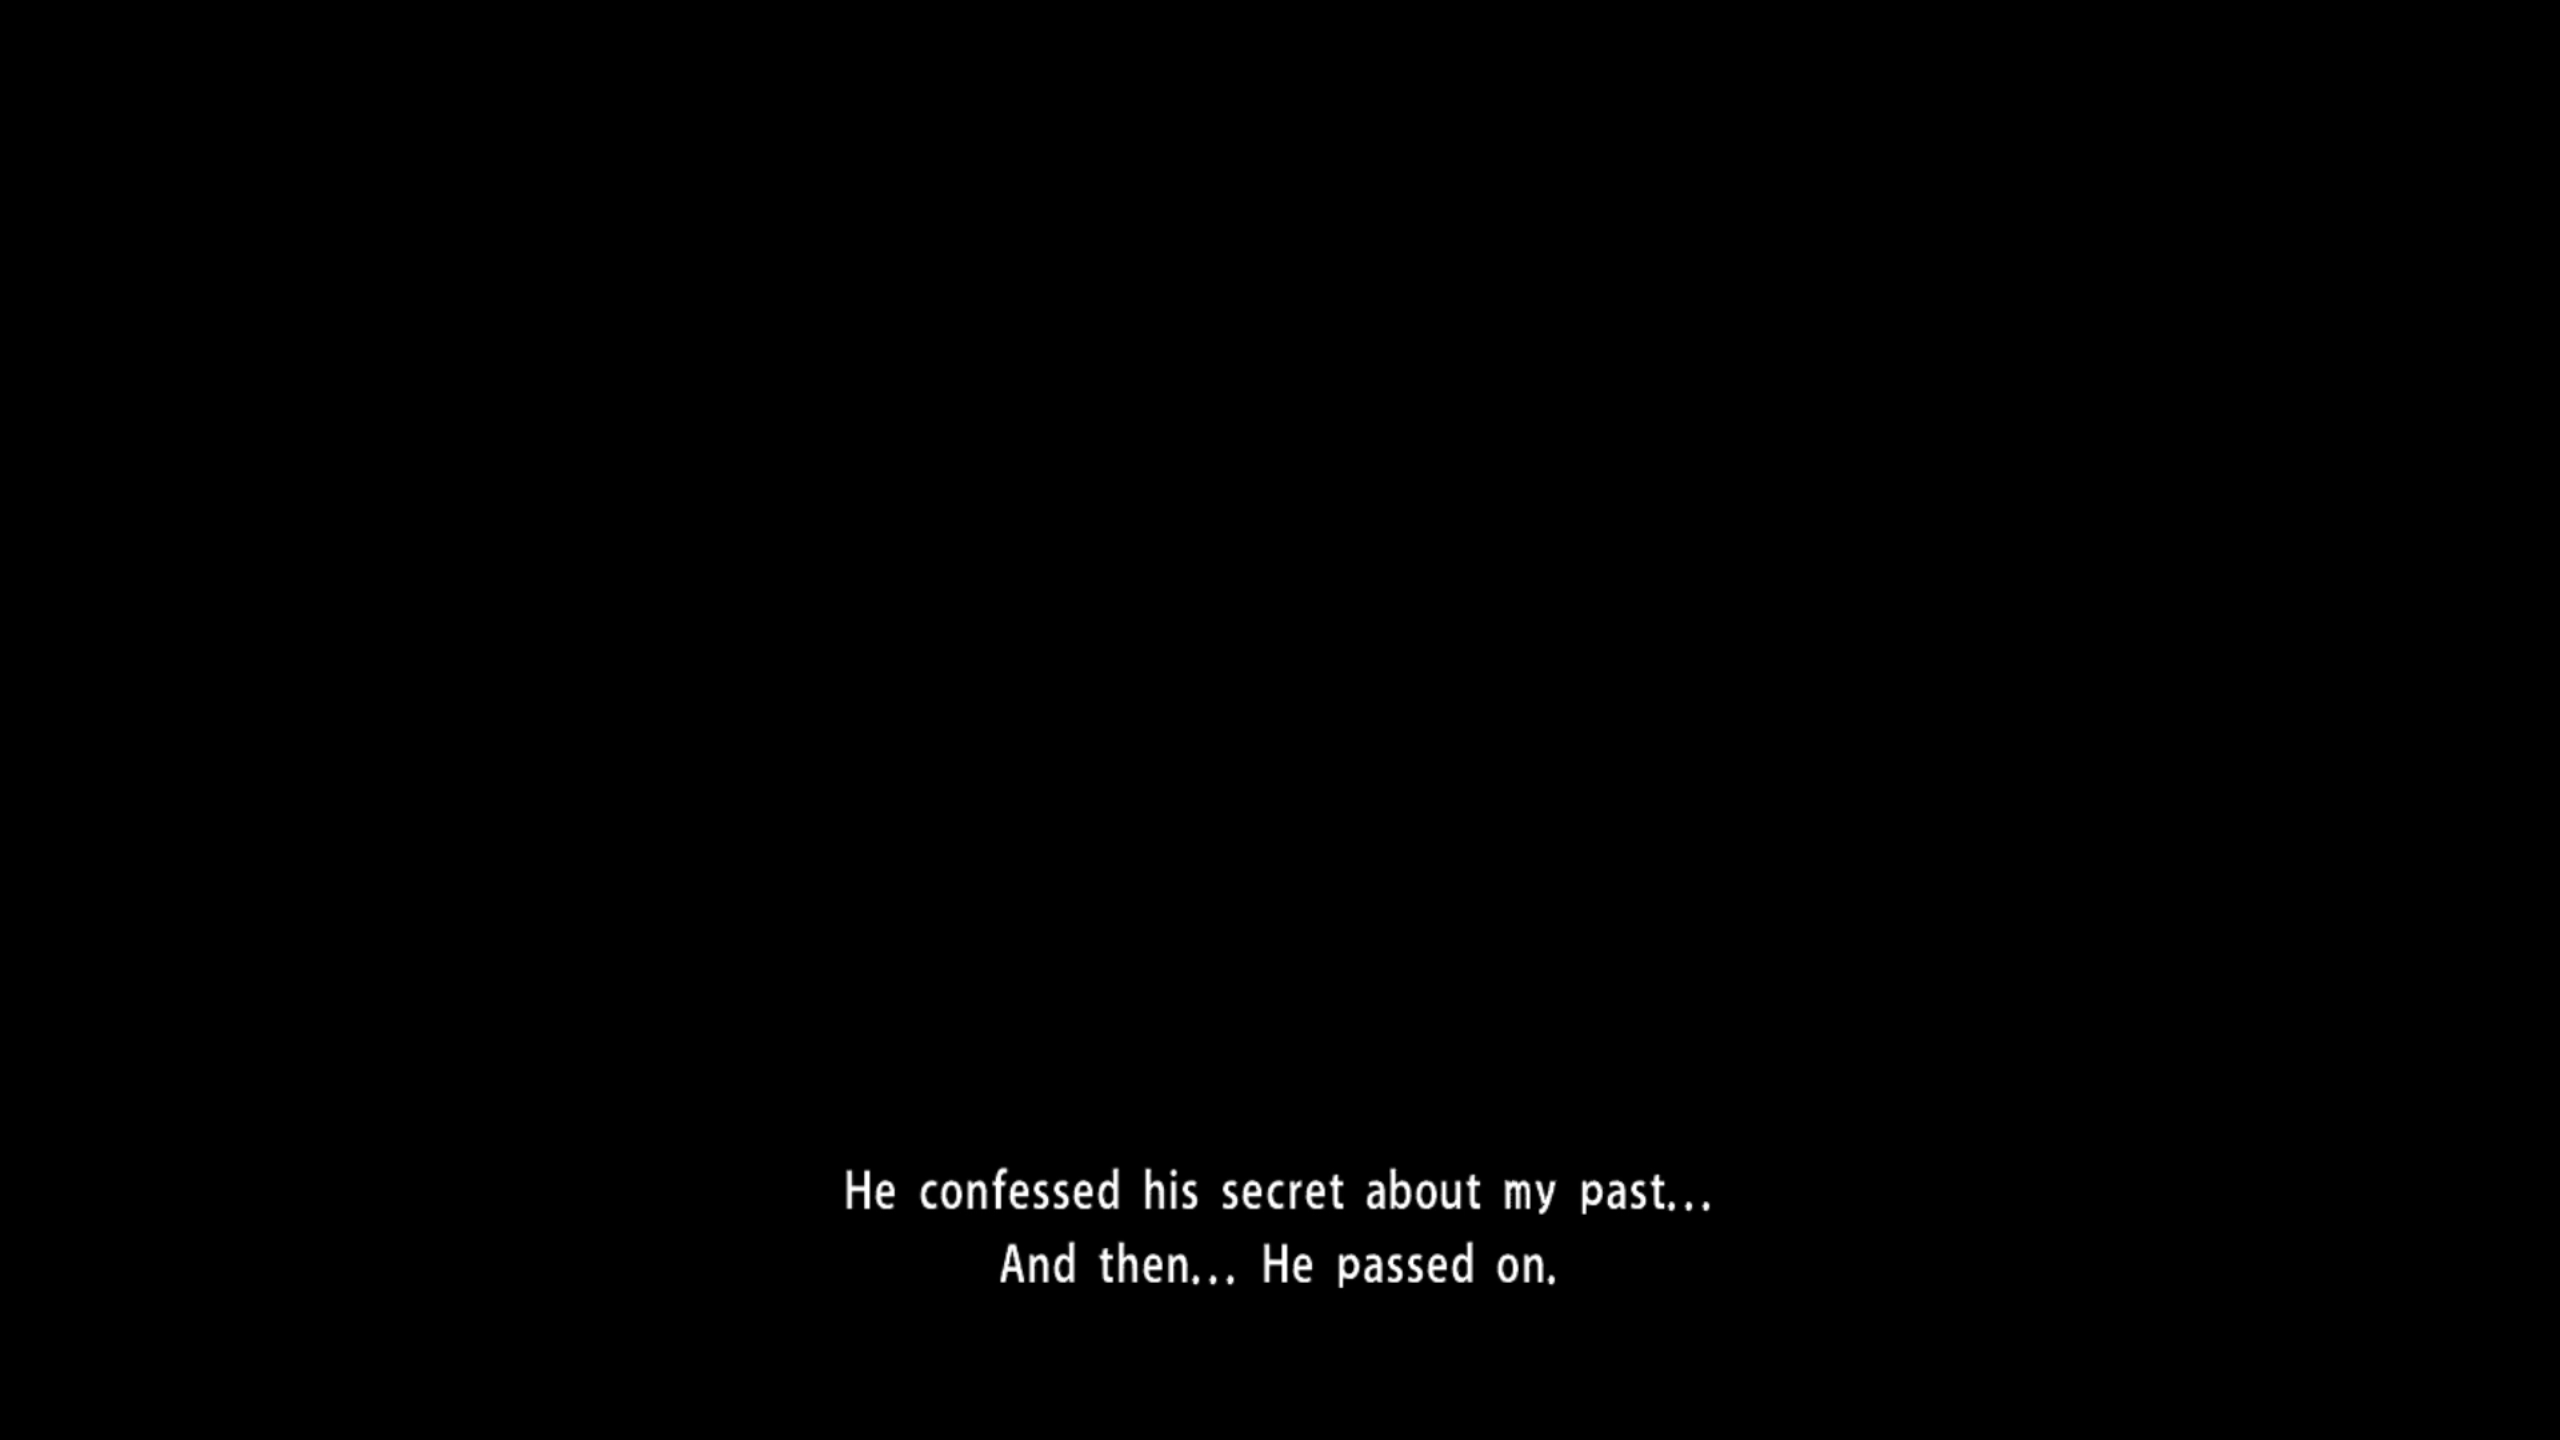 He confessed his secret about my past...
And then... He passed on.